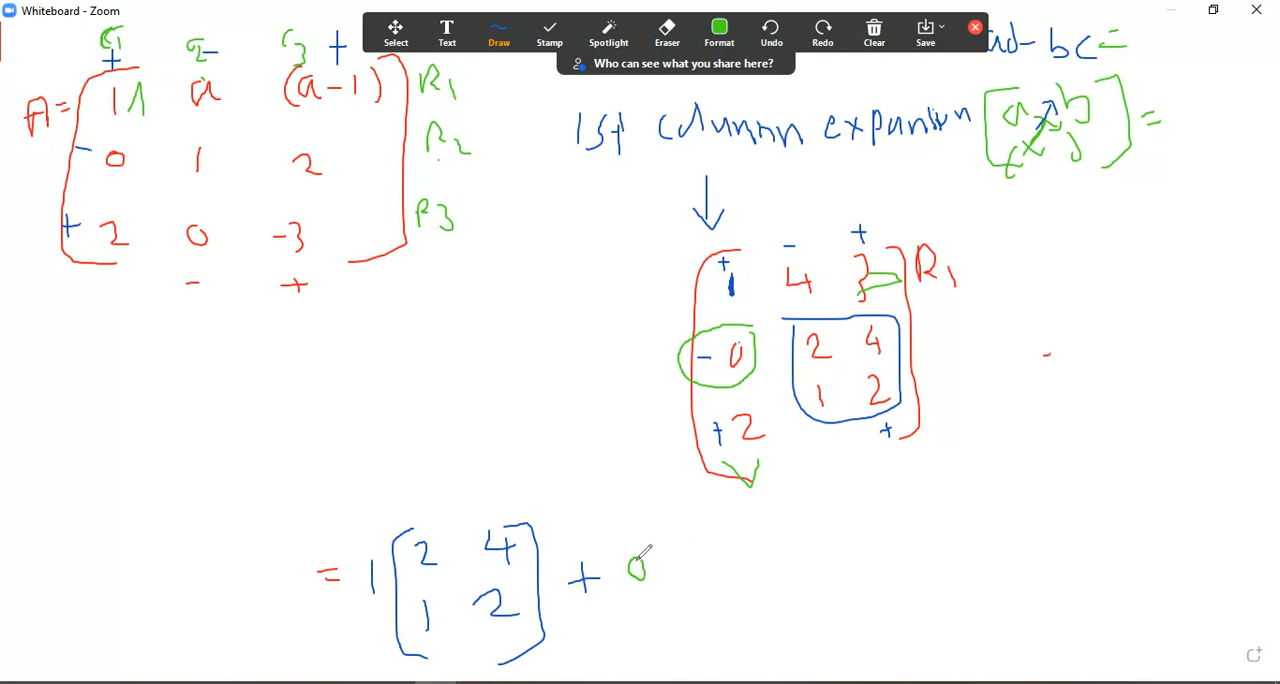 Whiteboard - Zoom
Select Text Draw Stamp Spotlight Eraser Format Undo Redo Clear Save
Who can see what you share here?
ad - bc =
C1 C2 C3
+ - +
A = 1 a (a-1) R1
- 0 1 2 R2
+ 2 0 -3 R3
- +
1st column expansion a b =
+ - +
1 4 3 R1
- 0 2 4
+ 2 1 2
+
= 1 2 4 + 0
1 2